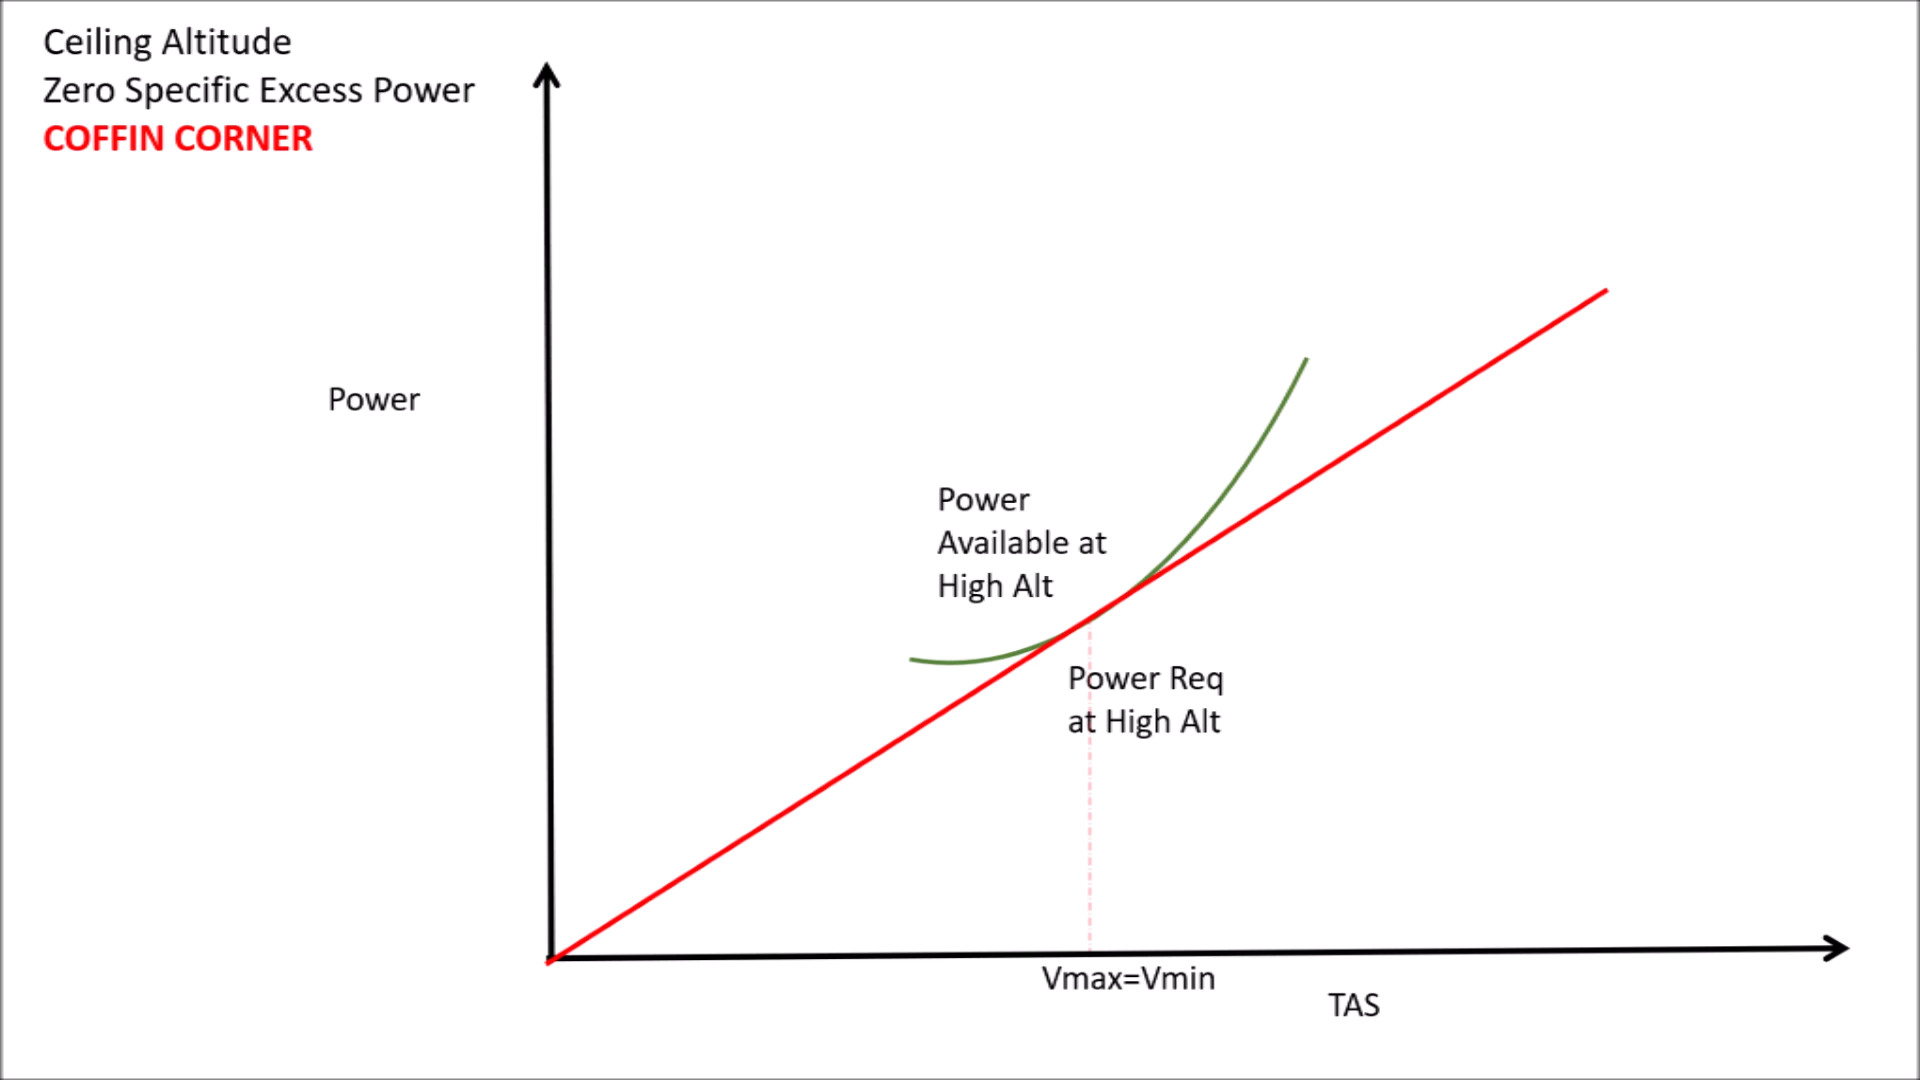 Ceiling Altitude
Zero Specific Excess Power
COFFIN CORNER
Power
Power
Available at
High Alt
Power Req
at High Alt
Vmax=Vmin
TAS